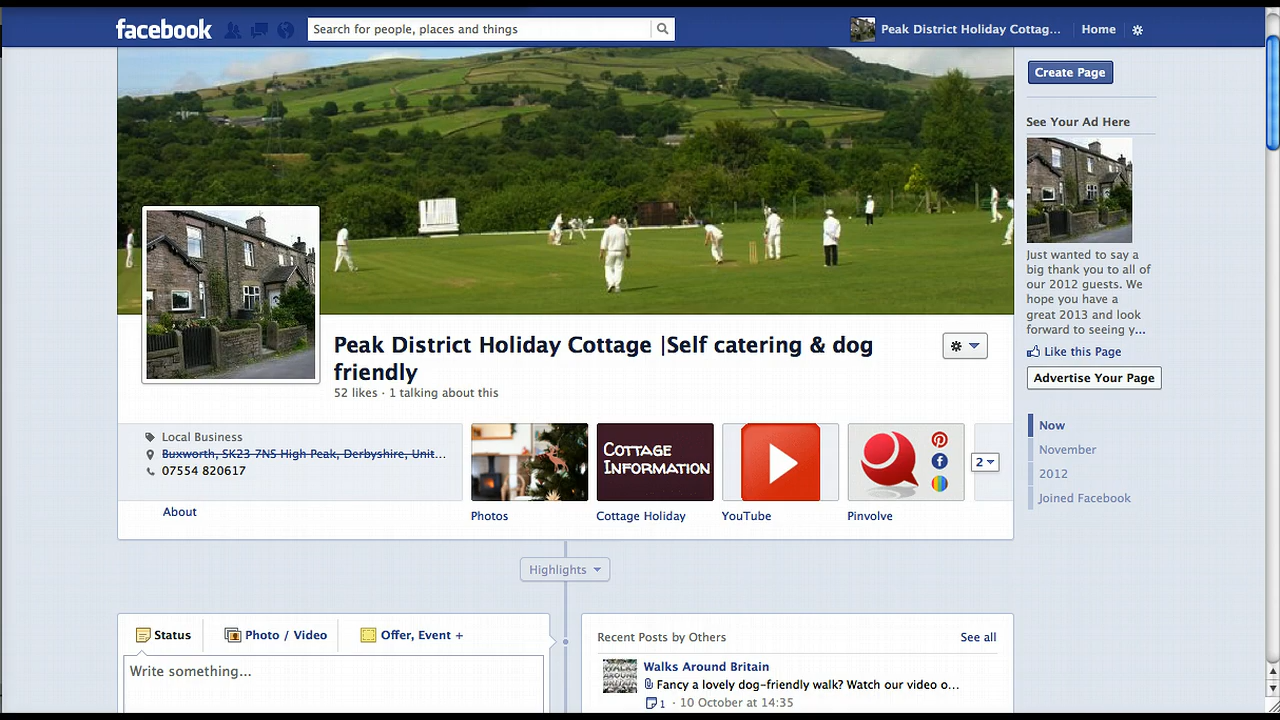 facebook
Search for people, places and things
Peak District Holiday Cottag...
Home
Create Page
See Your Ad Here
Just wanted to say a
big thank you to all of
our 2012 guests. We
hope you have a
great 2013 and look
forward to seeing y...
Like this Page
Advertise Your Page
Now
November
2012
Joined Facebook
Peak District Holiday Cottage |Self catering & dog
friendly
52 likes · 1 talking about this
Local Business
Buxworth, SK23 7NS High Peak, Derbyshire, Unit...
07554 820617
About
COTTAGE
INFORMATION
2
Photos
Cottage Holiday
YouTube
Pinvolve
Highlights
Status
Photo / Video
Offer, Event +
Write something...
Recent Posts by Others
See all
WALKS
AROUND
BRITAIN
Walks Around Britain
Fancy a lovely dog-friendly walk? Watch our video o...
1 · 10 October at 14:35